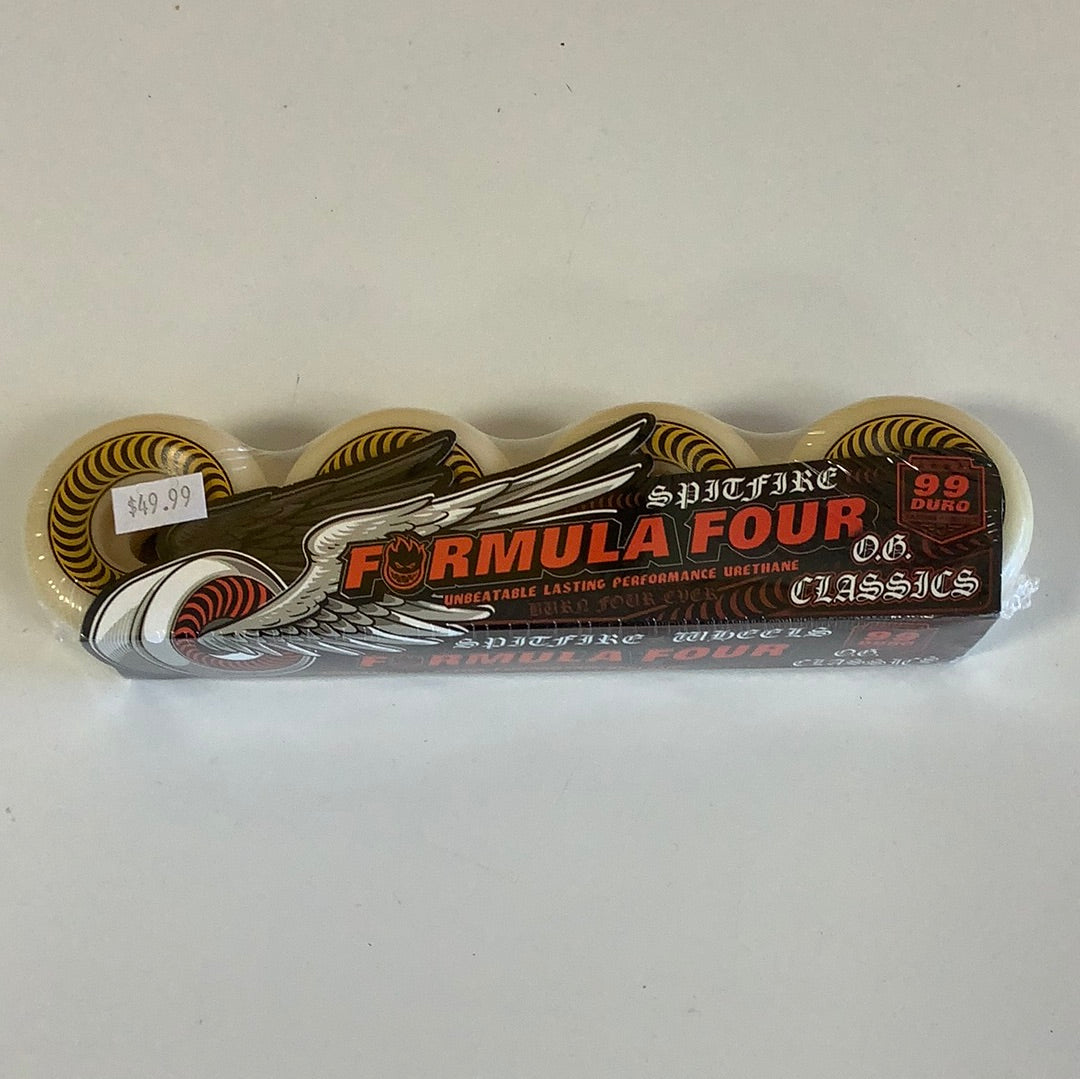 $49.99
SPITFIRE
FORMULA FOUR
UNBEATABLE LASTING PERFORMANCE URETHANE
BURN FOUR EVER
99
DURO
O.G.
CLASSICS
SPITFIRE WHEELS
FORMULA FOUR
99
DURO
O.G.
CLASSICS